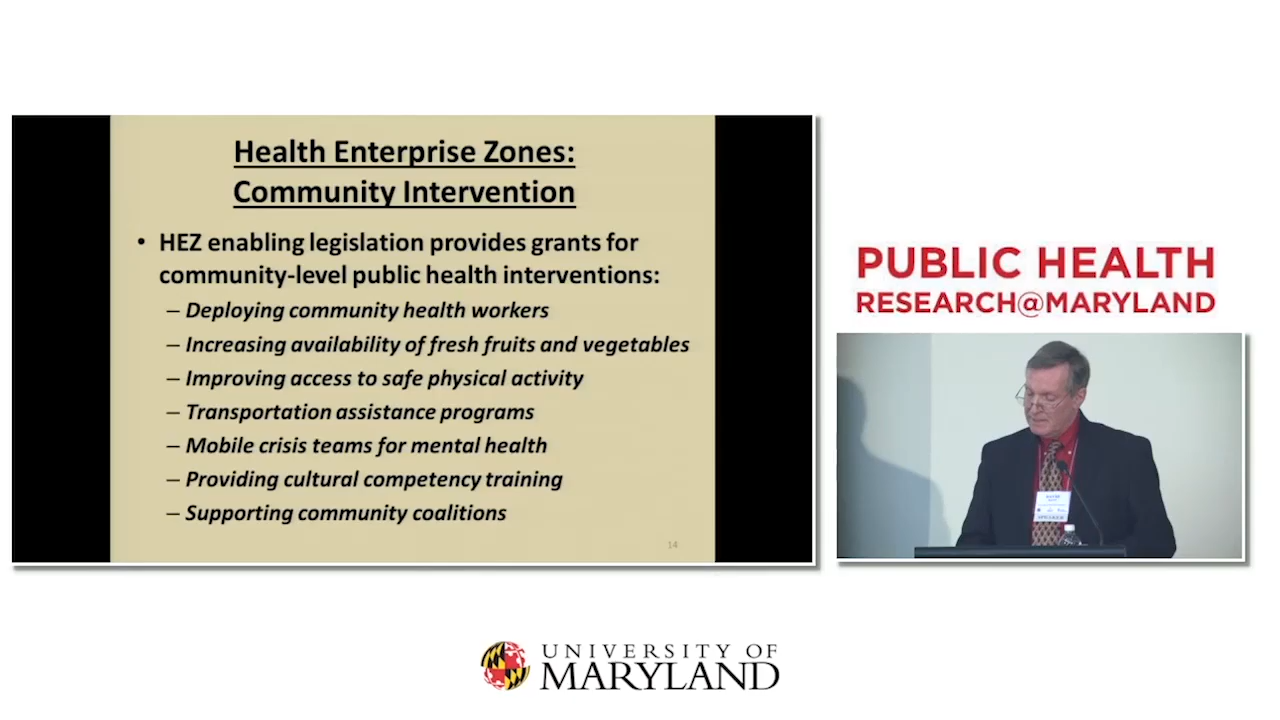 Health Enterprise Zones:
Community Intervention
• HEZ enabling legislation provides grants for
community-level public health interventions:
– Deploying community health workers
– Increasing availability of fresh fruits and vegetables
– Improving access to safe physical activity
– Transportation assistance programs
– Mobile crisis teams for mental health
– Providing cultural competency training
– Supporting community coalitions
14
PUBLIC HEALTH
RESEARCH@MARYLAND
SPEAKER
UNIVERSITY OF
MARYLAND